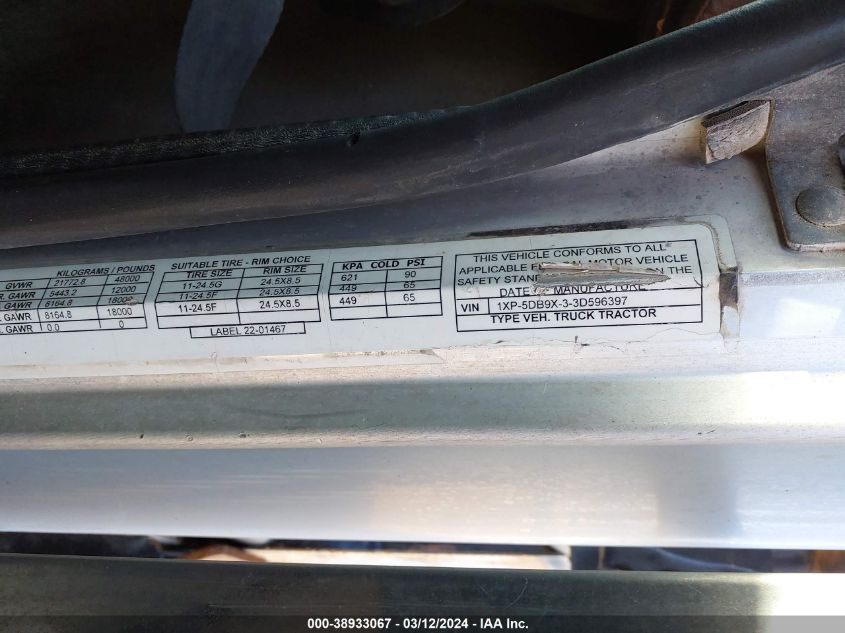 KILOGRAMS / POUNDS
GVWR 21772.8 48000
GAWR 5443.2 12000
GAWR 8164.8 18000
GAWR 8164.8 18000
GAWR 0.0 0
SUITABLE TIRE - RIM CHOICE
TIRE SIZE RIM SIZE
11-24.5G 24.5X8.5
11-24.5F 24.5X8.5
11-24.5F 24.5X8.5
LABEL 22-01467
KPA COLD PSI
621 90
449 65
449 65
THIS VEHICLE CONFORMS TO ALL
APPLICABLE MOTOR VEHICLE
SAFETY ON THE
DATE MANUFACTURE
VIN 1XP-5DB9X-3-3D596397
TYPE VEH. TRUCK TRACTOR
000-38933067 - 03/12/2024 - IAA Inc.